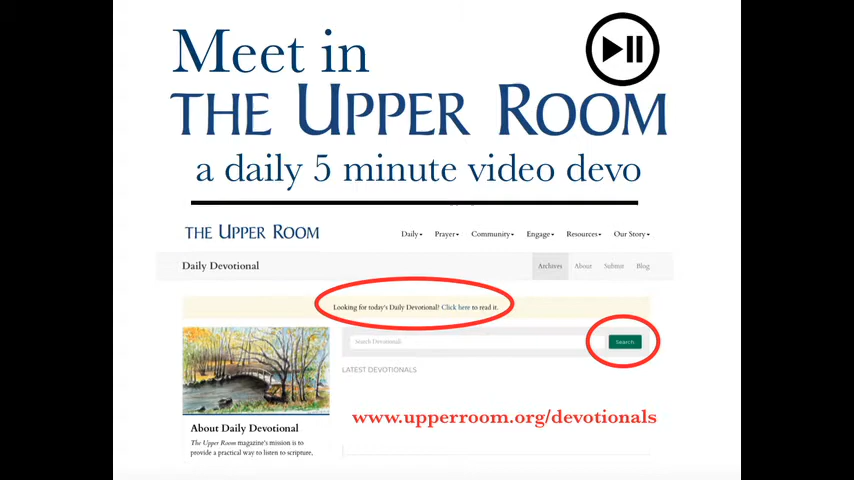 Meet in
THE UPPER ROOM
a daily 5 minute video devo
THE UPPER ROOM
Daily Prayer Community Engage Resources Our Story
Daily Devotional
Archives About Submit Blog
Looking for today's Daily Devotional? Click here to read it.
Search Devotionals
Search
LATEST DEVOTIONALS
www.upperroom.org/devotionals
About Daily Devotional
The Upper Room magazine's mission is to
provide a practical way to listen to scripture,